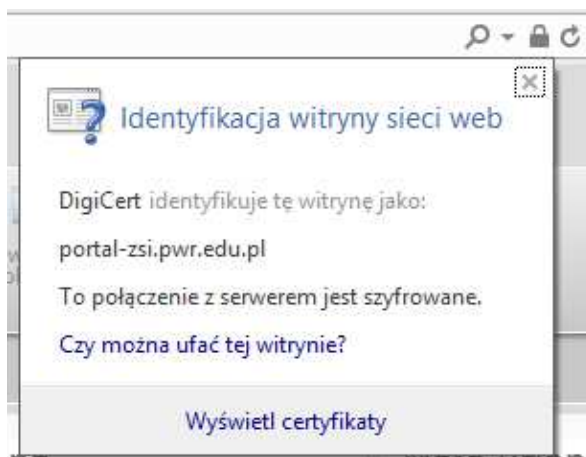 Identyfikacja witryny sieci web
DigiCert identyfikuje tę witrynę jako:
portal-zsi.pwr.edu.pl
To połączenie z serwerem jest szyfrowane.
Czy można ufać tej witrynie?
Wyświetl certyfikaty